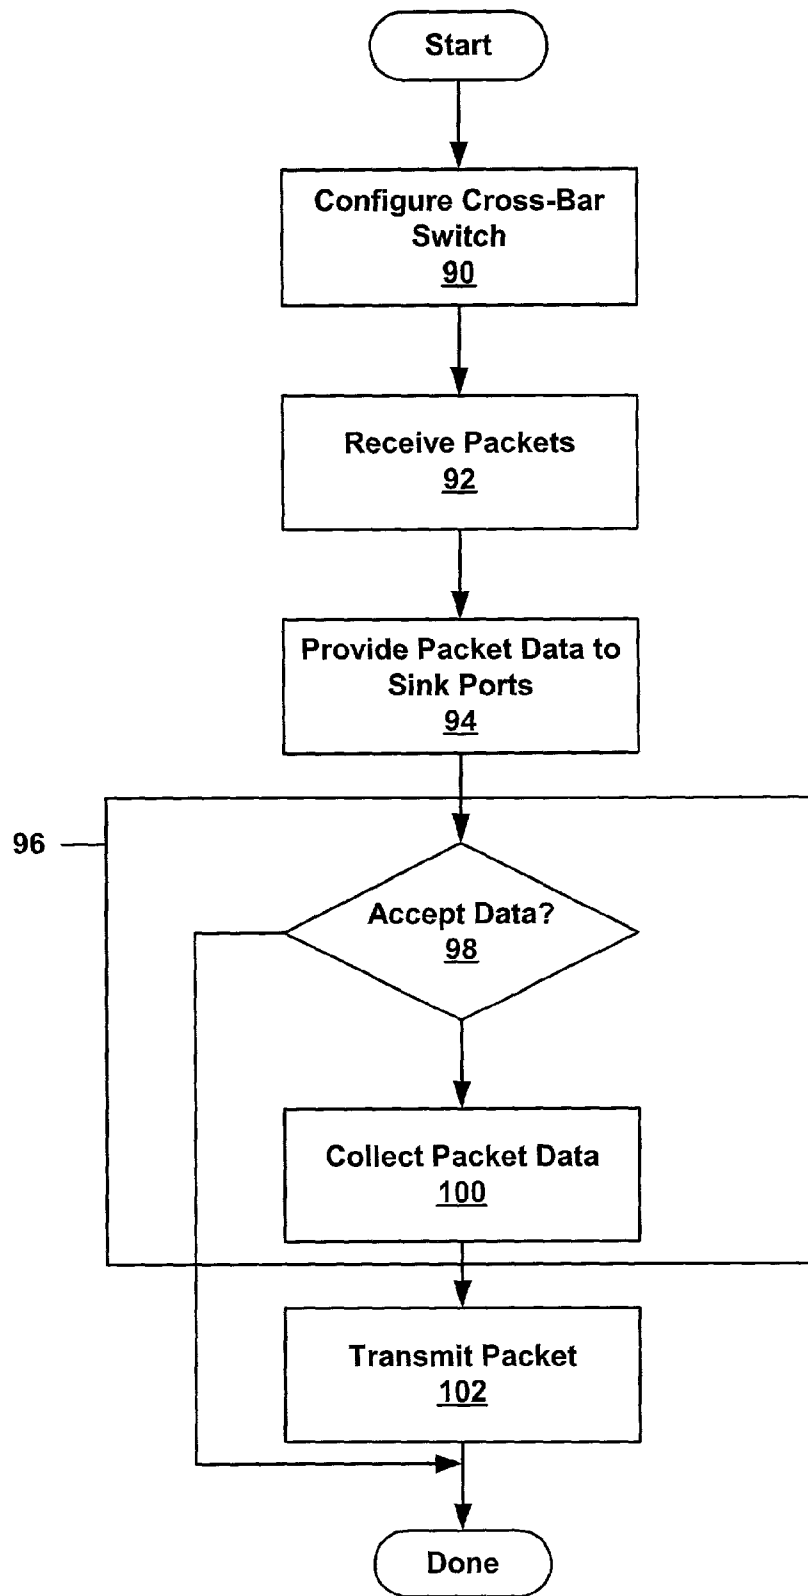 Start
Configure Cross-Bar
Switch
90
Receive Packets
92
Provide Packet Data to
Sink Ports
94
96
Accept Data?
98
Collect Packet Data
100
Transmit Packet
102
Done